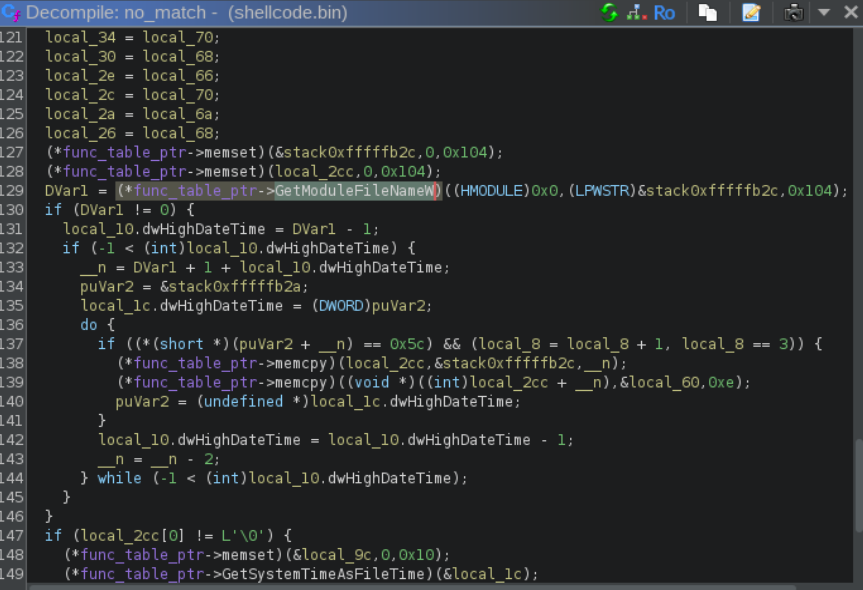 Decompile: no_match - (shellcode.bin) Ro
121 local_34 = local_70;
122 local_30 = local_68;
123 local_2e = local_66;
124 local_2c = local_70;
125 local_2a = local_6a;
126 local_26 = local_68;
127 (*func_table_ptr->memset)(&stack0xfffffb2c,0,0x104);
128 (*func_table_ptr->memset)(local_2cc,0,0x104);
129 DVar1 = (*func_table_ptr->GetModuleFileNameW)((HMODULE)0x0,(LPWSTR)&stack0xfffffb2c,0x104);
130 if (DVar1 != 0) {
131 local_10.dwHighDateTime = DVar1 - 1;
132 if (-1 < (int)local_10.dwHighDateTime) {
133 __n = DVar1 + 1 + local_10.dwHighDateTime;
134 puVar2 = &stack0xfffffb2a;
135 local_1c.dwHighDateTime = (DWORD)puVar2;
136 do {
137 if ((*(short *)(puVar2 + __n) == 0x5c) && (local_8 = local_8 + 1, local_8 == 3)) {
138 (*func_table_ptr->memcpy)(local_2cc,&stack0xfffffb2c,__n);
139 (*func_table_ptr->memcpy)((void *)((int)local_2cc + __n),&local_60,0xe);
140 puVar2 = (undefined *)local_1c.dwHighDateTime;
141 }
142 local_10.dwHighDateTime = local_10.dwHighDateTime - 1;
143 __n = __n - 2;
144 } while (-1 < (int)local_10.dwHighDateTime);
145 }
146 }
147 if (local_2cc[0] != L'\0') {
148 (*func_table_ptr->memset)(&local_9c,0,0x10);
149 (*func_table_ptr->GetSystemTimeAsFileTime)(&local_1c);